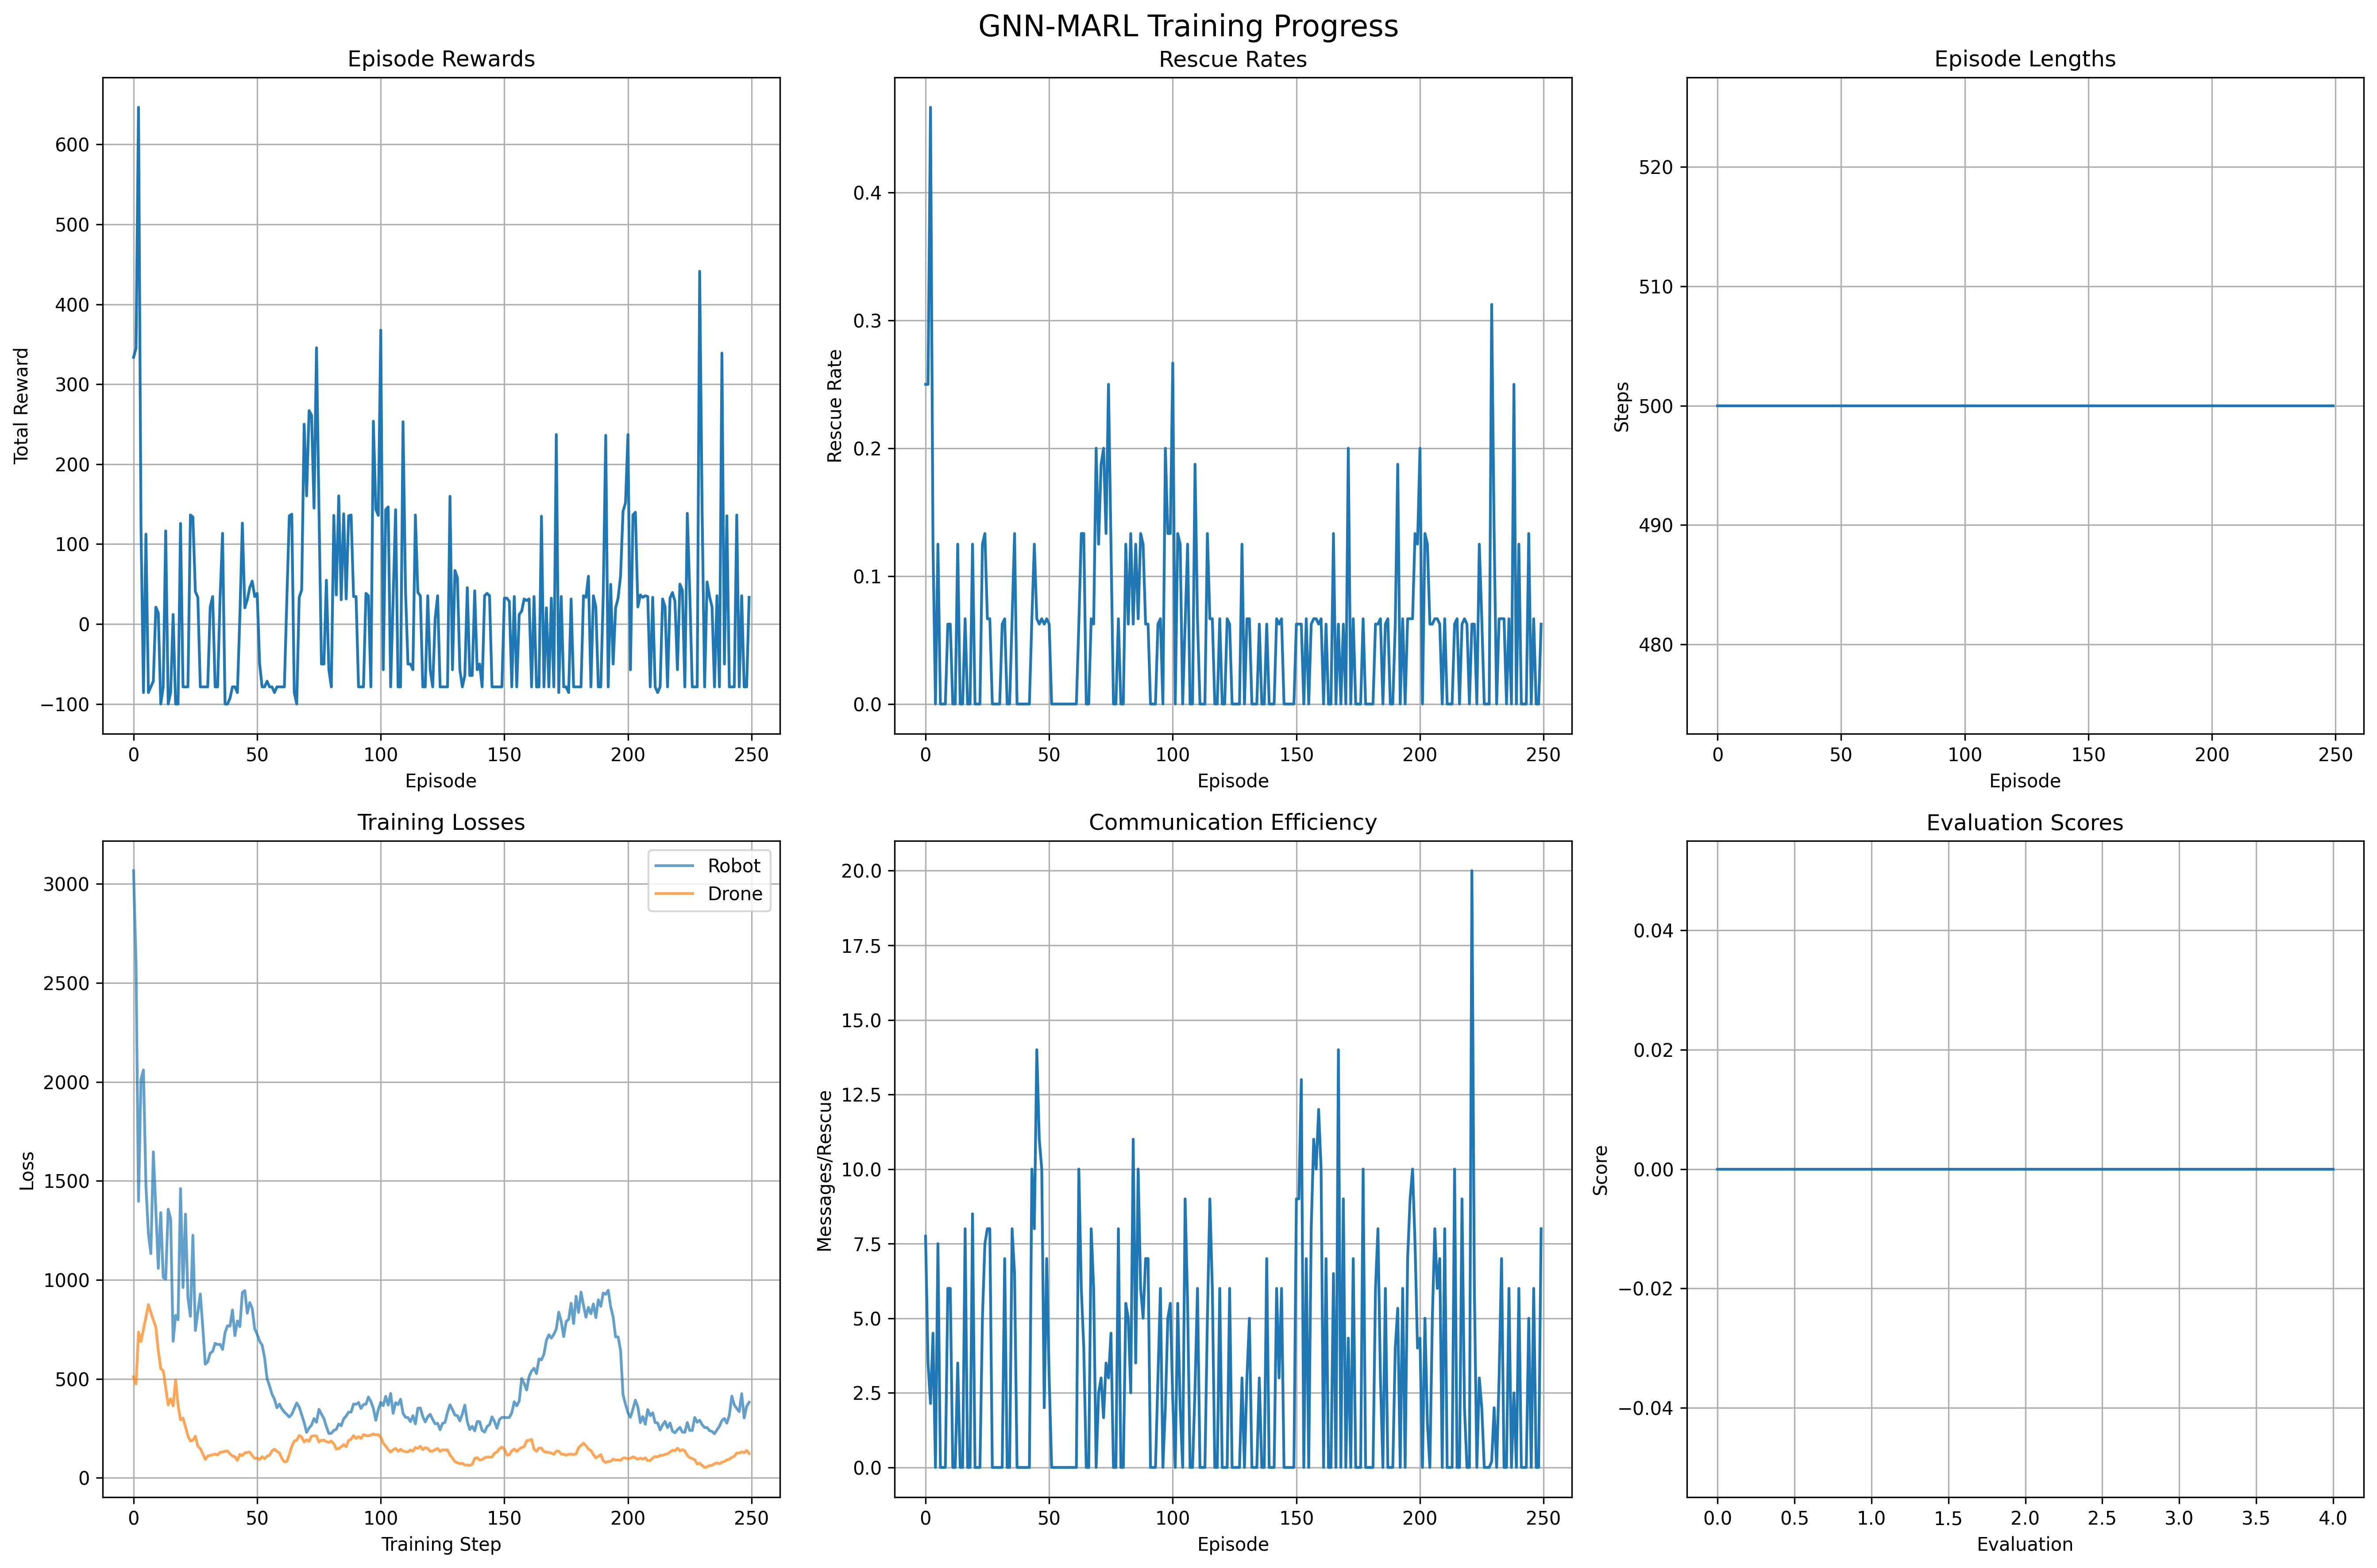 GNN-MARL Training Progress
Episode Rewards
Total Reward
600
500
400
300
200
100
0
−100
0 50 100 150 200 250
Episode
Rescue Rates
Rescue Rate
0.4
0.3
0.2
0.1
0.0
0 50 100 150 200 250
Episode
Episode Lengths
Steps
520
510
500
490
480
0 50 100 150 200 250
Episode
Training Losses
Loss
3000
2500
2000
1500
1000
500
0
Robot
Drone
0 50 100 150 200 250
Training Step
Communication Efficiency
Messages/Rescue
20.0
17.5
15.0
12.5
10.0
7.5
5.0
2.5
0.0
0 50 100 150 200 250
Episode
Evaluation Scores
Score
0.04
0.02
0.00
−0.02
−0.04
0.0 0.5 1.0 1.5 2.0 2.5 3.0 3.5 4.0
Evaluation